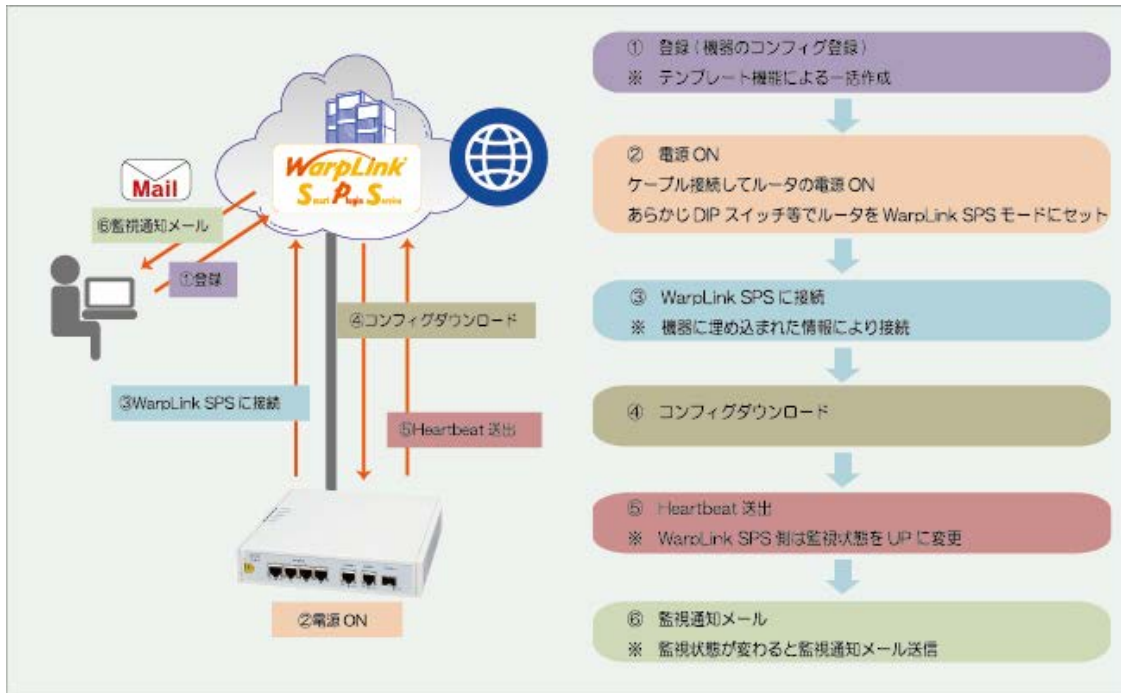 WarpLink
Smart Plugin Service
Mail
⑥監視通知メール
①登録
④コンフィグダウンロード
③WarpLink SPSに接続
⑤Heartbeat 送出
②電源 ON
① 登録(機器のコンフィグ登録)
※ テンプレート機能による一括作成
② 電源 ON
ケーブル接続してルータの電源 ON
あらかじ DIP スイッチ等でルータを WarpLink SPS モードにセット
③ WarpLink SPS に接続
※ 機器に埋め込まれた情報により接続
④ コンフィグダウンロード
⑤ Heartbeat 送出
※ WarpLink SPS 側は監視状態を UP に変更
⑥ 監視通知メール
※ 監視状態が変わると監視通知メール送信